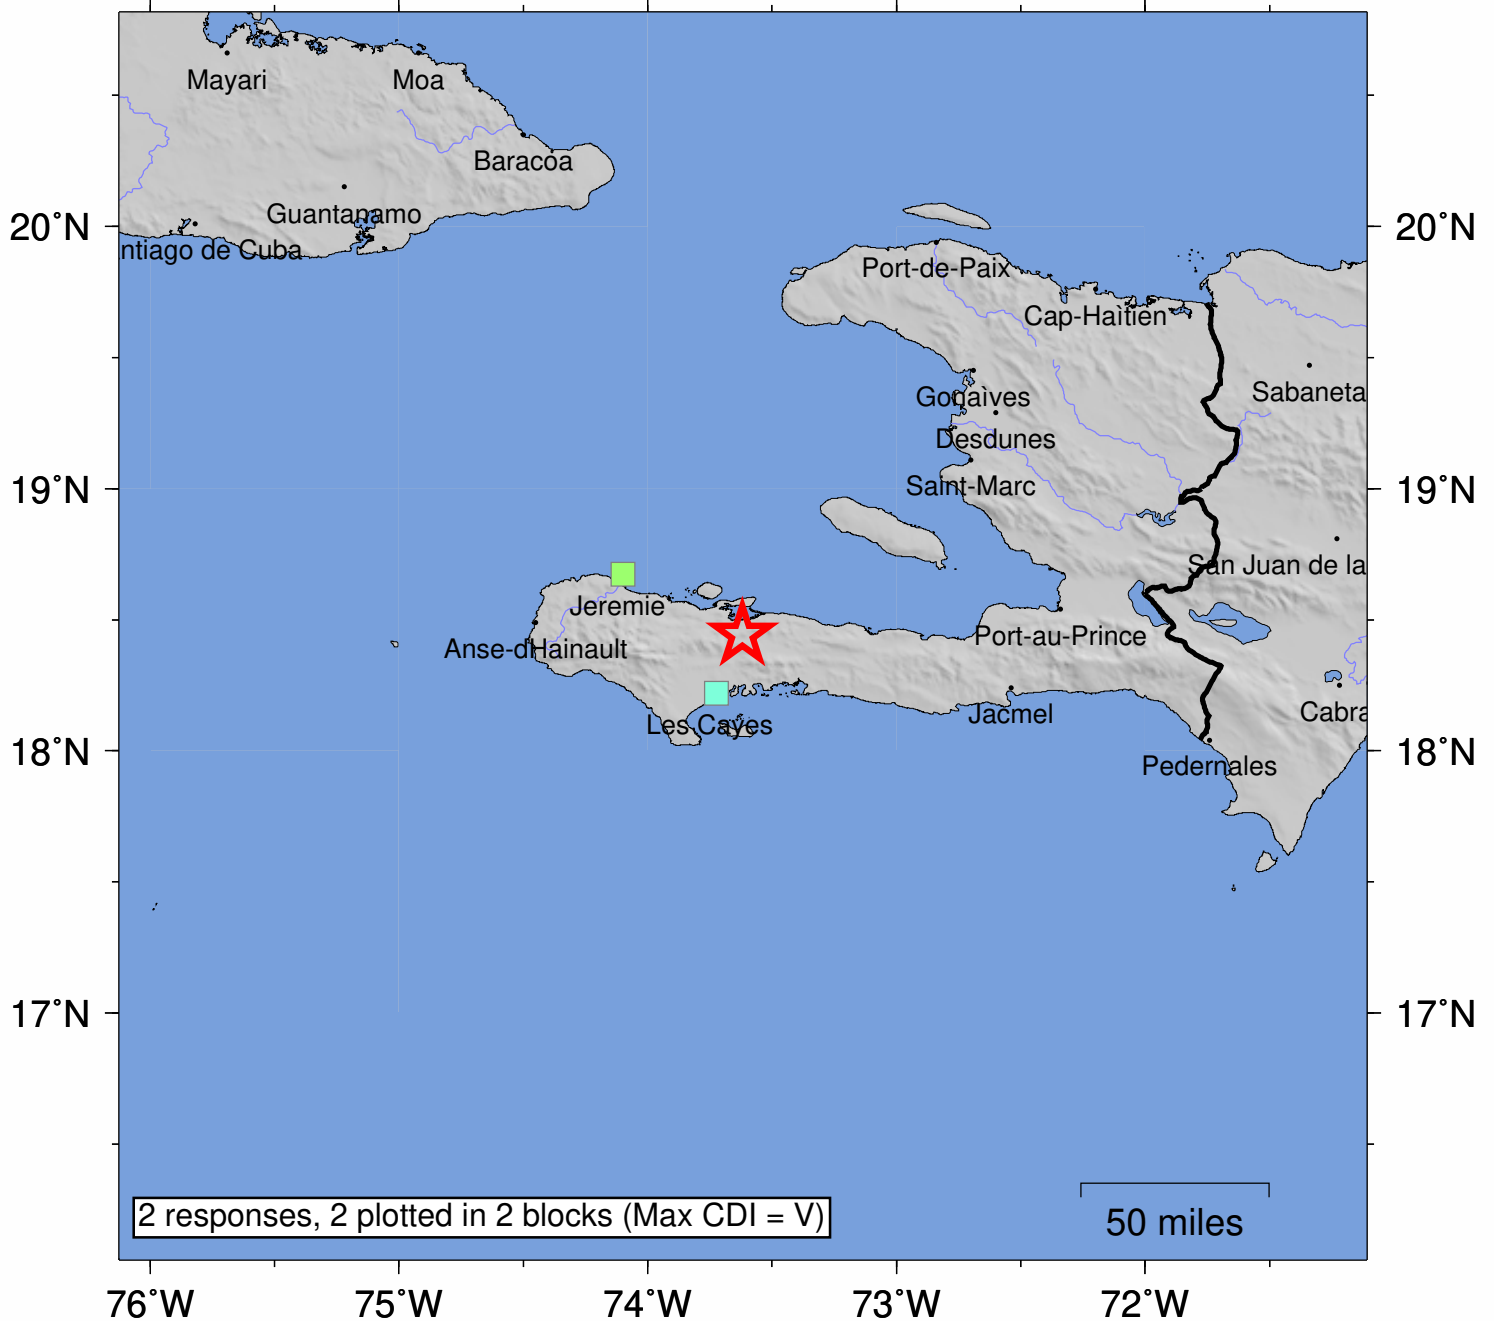 Mayari
Moa
Baracoa
Guantanamo
ntiago de Cuba
20°N
20°N
Port-de-Paix
Cap-Haìtien
Sabaneta
Gonaìves
Desdunes
Saint-Marc
19°N
19°N
San Juan de la
Jeremie
Anse-dHainault
Port-au-Prince
Les Cayes
Jacmel
Cabra
18°N
18°N
Pedernales
17°N
17°N
2 responses, 2 plotted in 2 blocks (Max CDI = V)
50 miles
76°W
75°W
74°W
73°W
72°W